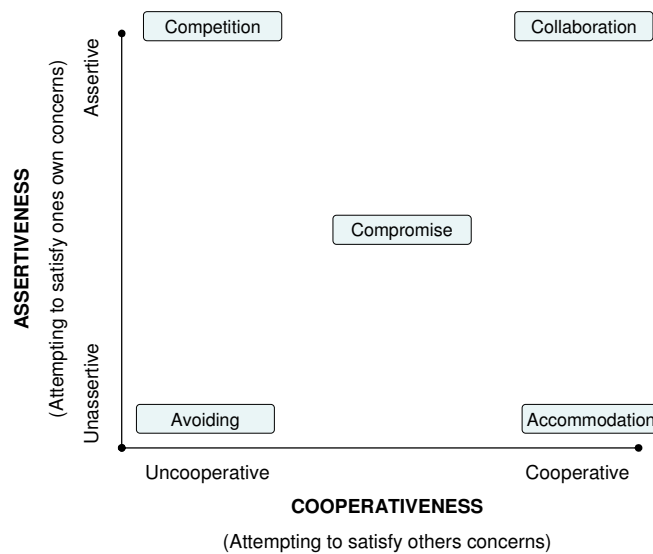 Competition
Collaboration
Assertive
ASSERTIVENESS
(Attempting to satisfy ones own concerns)
Compromise
Unassertive
Avoiding
Accommodation
Uncooperative
Cooperative
COOPERATIVENESS
(Attempting to satisfy others concerns)